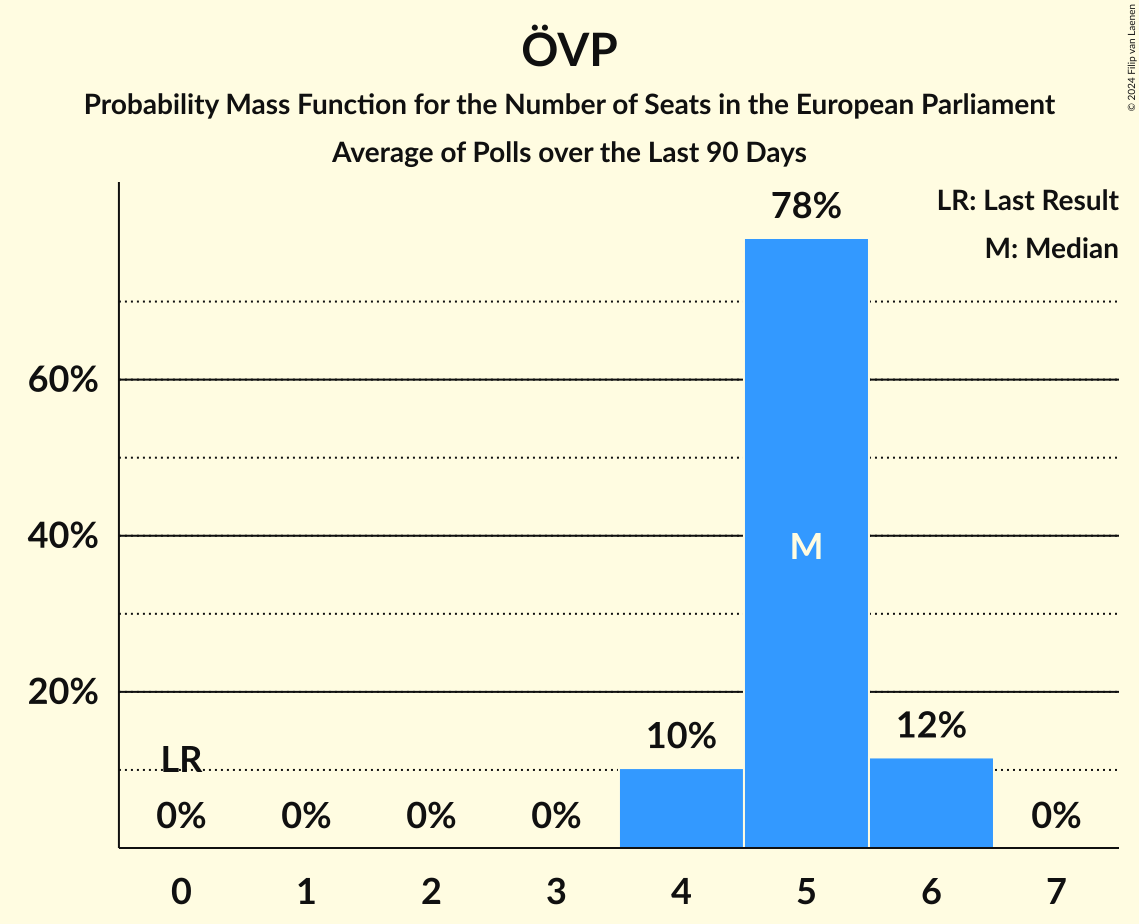 ÖVP
Probability Mass Function for the Number of Seats in the European Parliament
Average of Polls over the Last 90 Days
© 2024 Filip van Laenen
LR: Last Result
M: Median
78%
60%
40%
M
20%
12%
10%
LR
0%
0%
0%
0%
0%
0
1
2
3
4
5
6
7